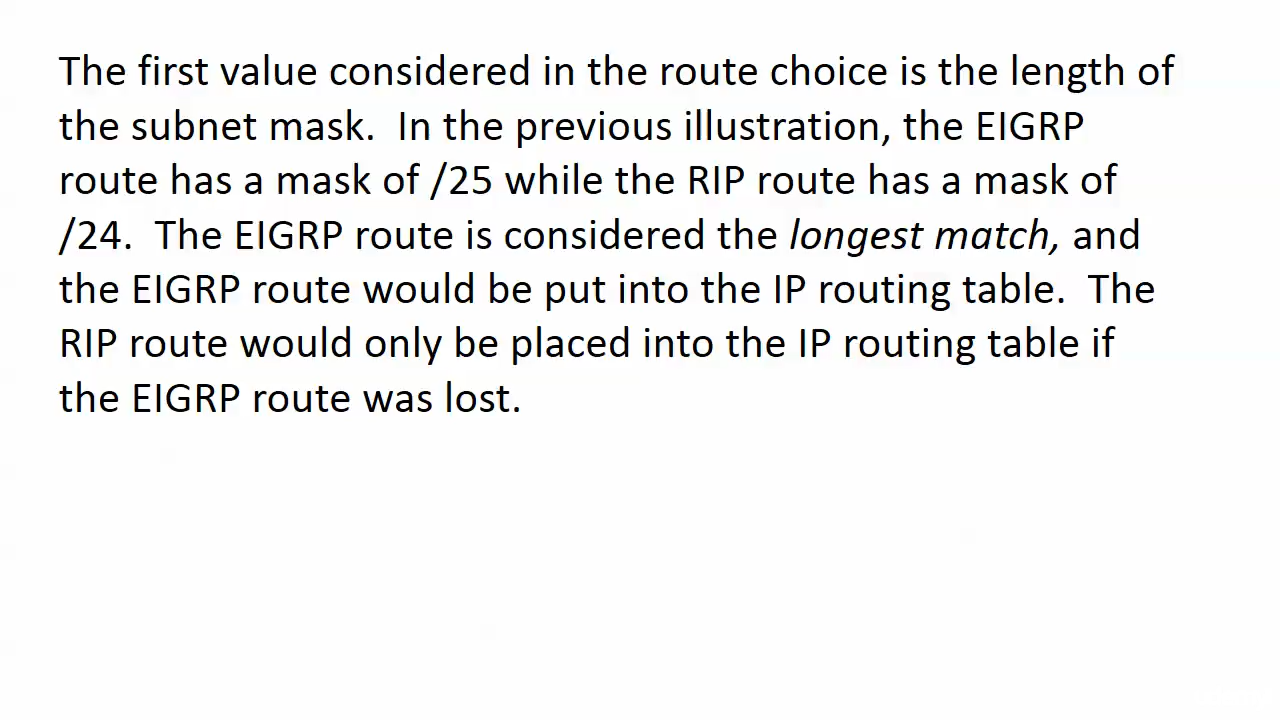 The first value considered in the route choice is the length of
the subnet mask.  In the previous illustration, the EIGRP
route has a mask of /25 while the RIP route has a mask of
/24.  The EIGRP route is considered the longest match, and
the EIGRP route would be put into the IP routing table.  The
RIP route would only be placed into the IP routing table if
the EIGRP route was lost.